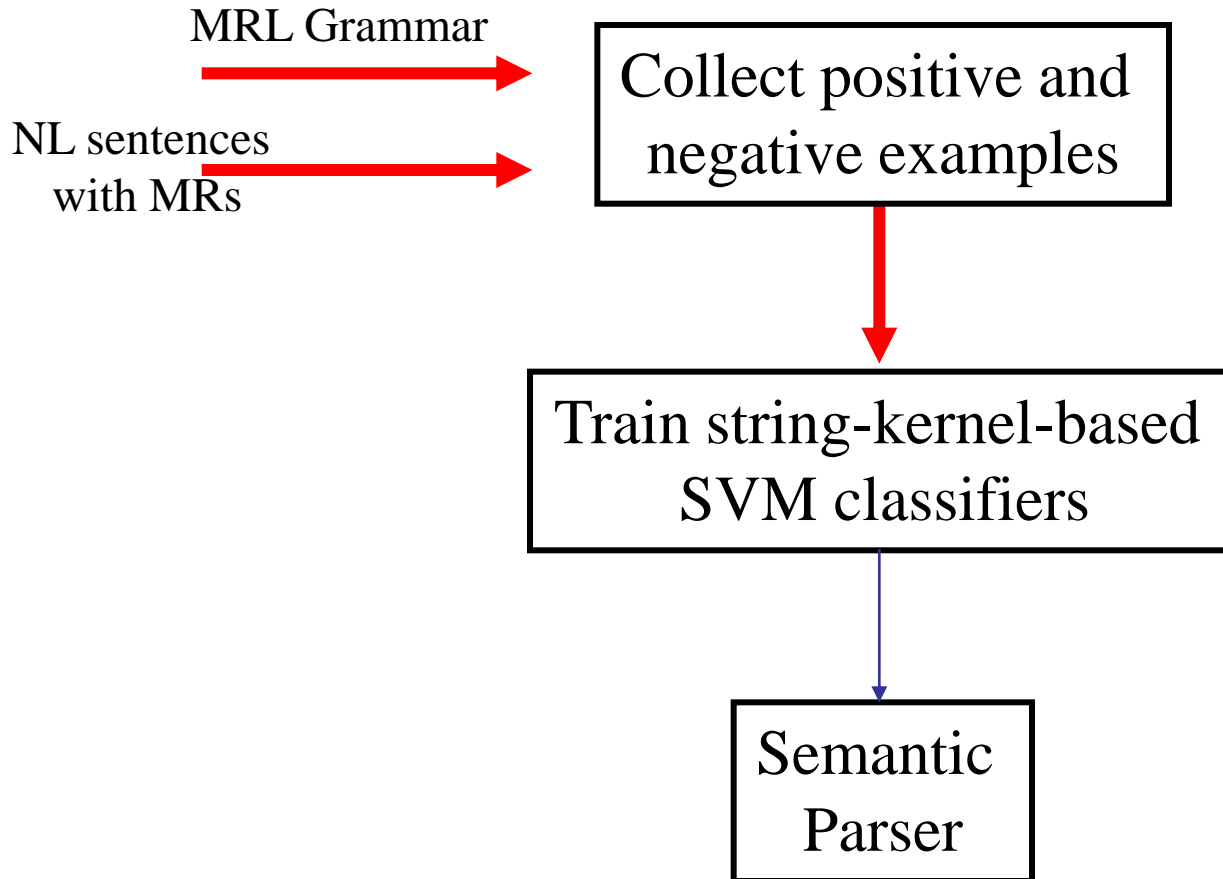 MRL Grammar
NL sentences
with MRs
Collect positive and
negative examples
Train string-kernel-based
SVM classifiers
Semantic
Parser